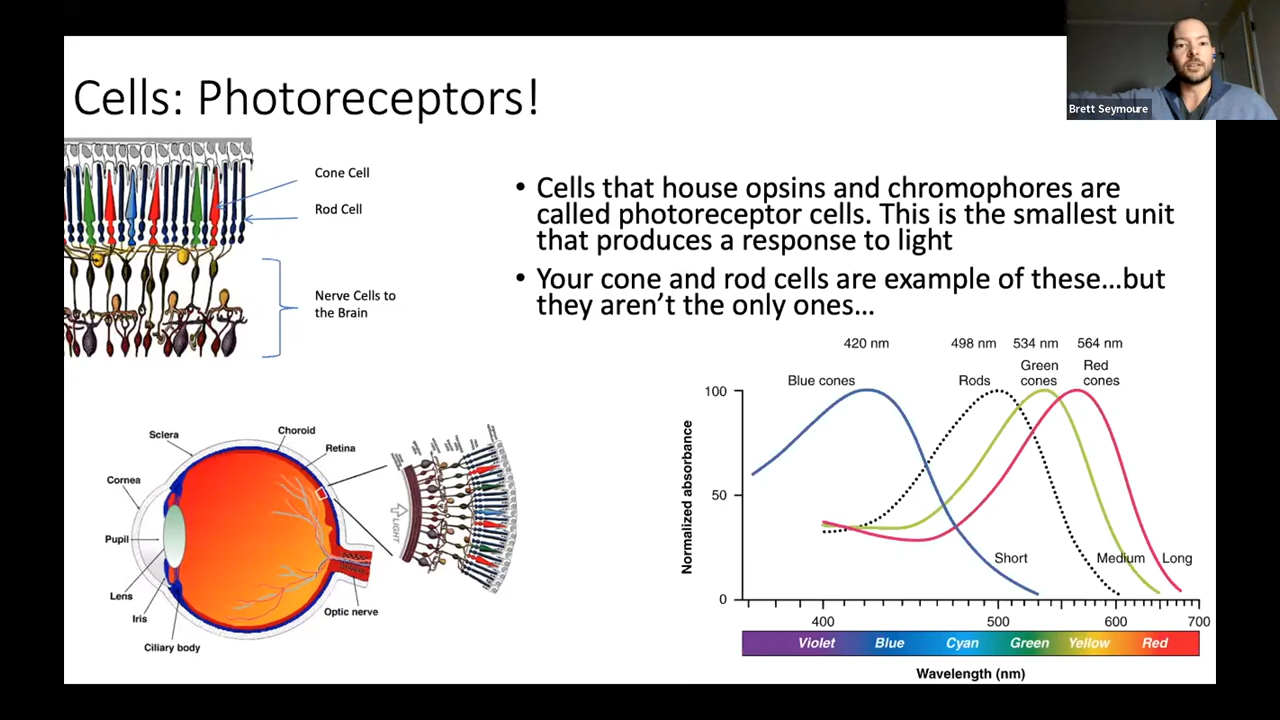 Cells: Photoreceptors!
Brett Seymoure
Cone Cell
Rod Cell
Nerve Cells to
the Brain
• Cells that house opsins and chromophores are
called photoreceptor cells. This is the smallest unit
that produces a response to light
• Your cone and rod cells are example of these…but
they aren’t the only ones…
Sclera
Choroid
Retina
Cornea
Pupil
Lens
Iris
Ciliary body
Optic nerve
LIGHT
420 nm
498 nm
534 nm
564 nm
Blue cones
Rods
Green
cones
Red
cones
Normalized absorbance
100
50
0
Short
Medium
Long
400
500
600
700
Violet
Blue
Cyan
Green
Yellow
Red
Wavelength (nm)